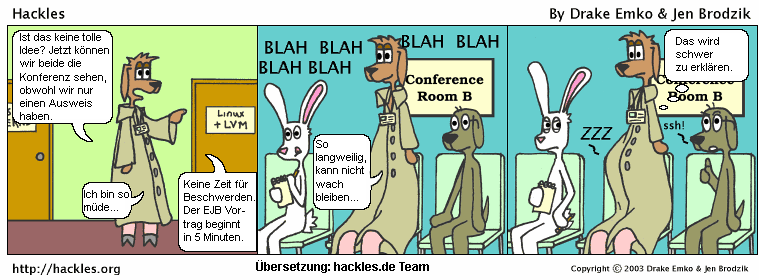 Hackles
By Drake Emko & Jen Brodzik
Ist das keine tolle
Idee? Jetzt können
wir beide die
Konferenz sehen,
obwohl wir nur
einen Ausweis
haben.
Linux
+ LVM
Ich bin so
müde...
Keine Zeit für
Beschwerden.
Der EJB Vor-
trag beginnt
in 5 Minuten.
BLAH BLAH BLAH BLAH
BLAH BLAH
Conference
Room B
So
langweilig,
kann nicht
wach
bleiben...
Das wird
schwer
zu erklären.
Conference
Room B
ZZZ
ssh!
http://hackles.org
Übersetzung: hackles.de Team
Copyright © 2003 Drake Emko & Jen Brodzik